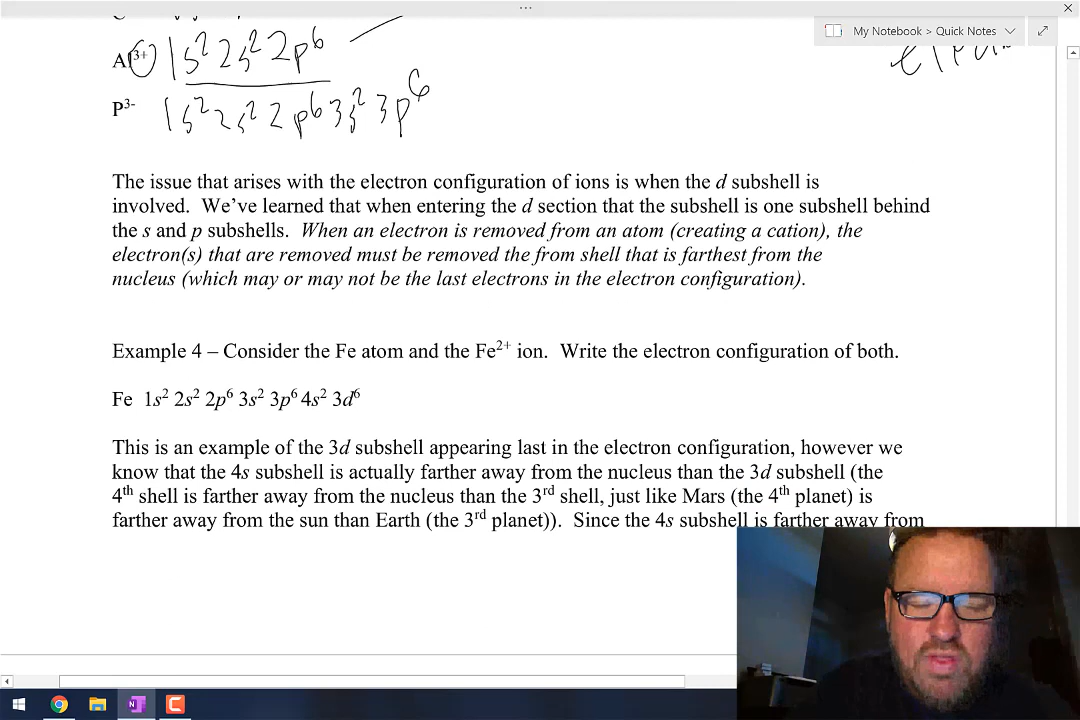 My Notebook > Quick Notes
Al³⁺ 1s² 2s² 2p⁶
P³⁻ 1s² 2s² 2p⁶ 3s² 3p⁶
The issue that arises with the electron configuration of ions is when the d subshell is
involved. We’ve learned that when entering the d section that the subshell is one subshell behind
the s and p subshells. When an electron is removed from an atom (creating a cation), the
electron(s) that are removed must be removed the from shell that is farthest from the
nucleus (which may or may not be the last electrons in the electron configuration).
Example 4 – Consider the Fe atom and the Fe²⁺ ion. Write the electron configuration of both.
Fe 1s² 2s² 2p⁶ 3s² 3p⁶ 4s² 3d⁶
This is an example of the 3d subshell appearing last in the electron configuration, however we
know that the 4s subshell is actually farther away from the nucleus than the 3d subshell (the
4ᵗʰ shell is farther away from the nucleus than the 3ʳᵈ shell, just like Mars (the 4ᵗʰ planet) is
farther away from the sun than Earth (the 3ʳᵈ planet)). Since the 4s subshell is farther away from